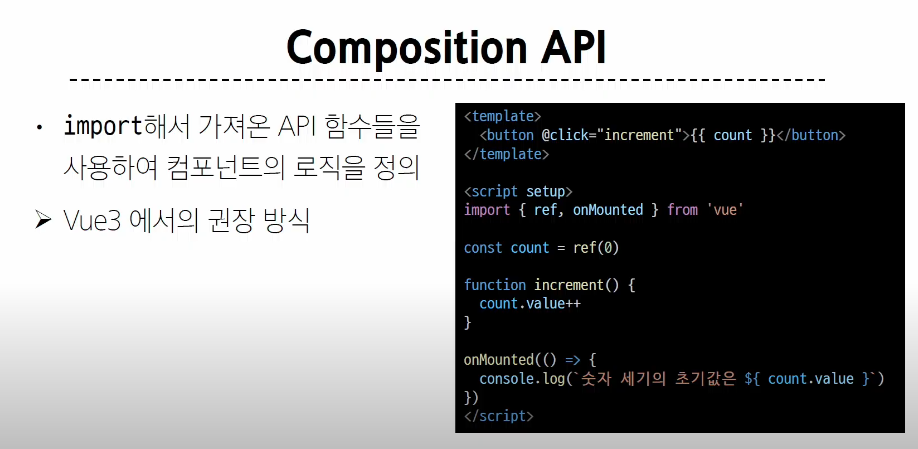 Composition API
• import해서 가져온 API 함수들을
사용하여 컴포넌트의 로직을 정의
➢ Vue3 에서의 권장 방식
<template>
  <button @click="increment">{{ count }}</button>
</template>

<script setup>
import { ref, onMounted } from 'vue'

const count = ref(0)

function increment() {
  count.value++
}

onMounted(() => {
  console.log(`숫자 세기의 초기값은 ${ count.value }`)
})
</script>